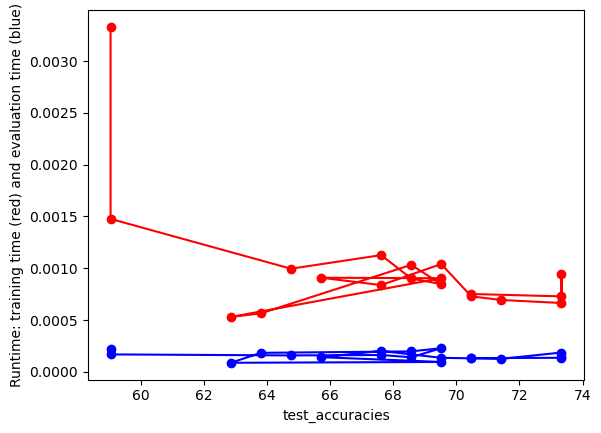 Runtime: training time (red) and evaluation time (blue)
0.0030
0.0025
0.0020
0.0015
0.0010
0.0005
0.0000
60 62 64 66 68 70 72 74
test_accuracies